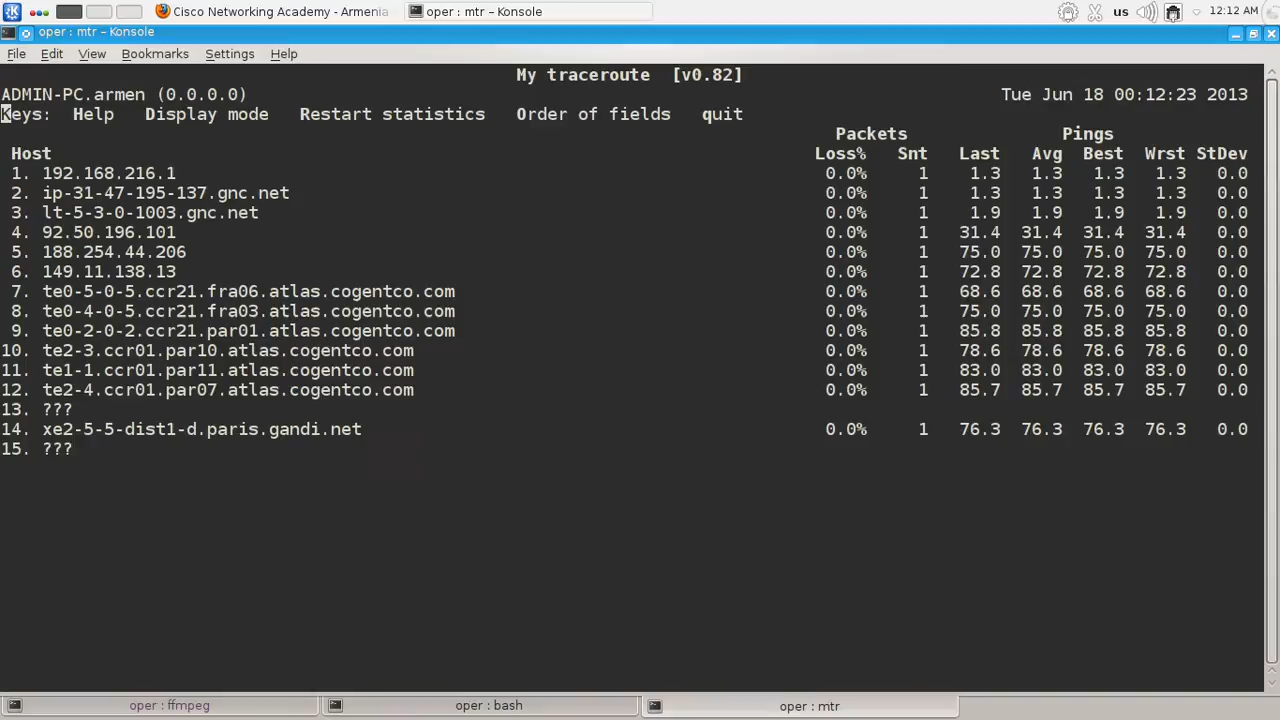 Cisco Networking Academy - Armenia
oper : mtr – Konsole
us
12:12 AM
oper : mtr – Konsole
File Edit View Bookmarks Settings Help
My traceroute [v0.82]
ADMIN-PC.armen (0.0.0.0) Tue Jun 18 00:12:23 2013
Keys: Help Display mode Restart statistics Order of fields quit
Packets Pings
Host Loss% Snt Last Avg Best Wrst StDev
1. 192.168.216.1 0.0% 1 1.3 1.3 1.3 1.3 0.0
2. ip-31-47-195-137.gnc.net 0.0% 1 1.3 1.3 1.3 1.3 0.0
3. lt-5-3-0-1003.gnc.net 0.0% 1 1.9 1.9 1.9 1.9 0.0
4. 92.50.196.101 0.0% 1 31.4 31.4 31.4 31.4 0.0
5. 188.254.44.206 0.0% 1 75.0 75.0 75.0 75.0 0.0
6. 149.11.138.13 0.0% 1 72.8 72.8 72.8 72.8 0.0
7. te0-5-0-5.ccr21.fra06.atlas.cogentco.com 0.0% 1 68.6 68.6 68.6 68.6 0.0
8. te0-4-0-5.ccr21.fra03.atlas.cogentco.com 0.0% 1 75.0 75.0 75.0 75.0 0.0
9. te0-2-0-2.ccr21.par01.atlas.cogentco.com 0.0% 1 85.8 85.8 85.8 85.8 0.0
10. te2-3.ccr01.par10.atlas.cogentco.com 0.0% 1 78.6 78.6 78.6 78.6 0.0
11. te1-1.ccr01.par11.atlas.cogentco.com 0.0% 1 83.0 83.0 83.0 83.0 0.0
12. te2-4.ccr01.par07.atlas.cogentco.com 0.0% 1 85.7 85.7 85.7 85.7 0.0
13. ???
14. xe2-5-5-dist1-d.paris.gandi.net 0.0% 1 76.3 76.3 76.3 76.3 0.0
15. ???
oper : ffmpeg
oper : bash
oper : mtr